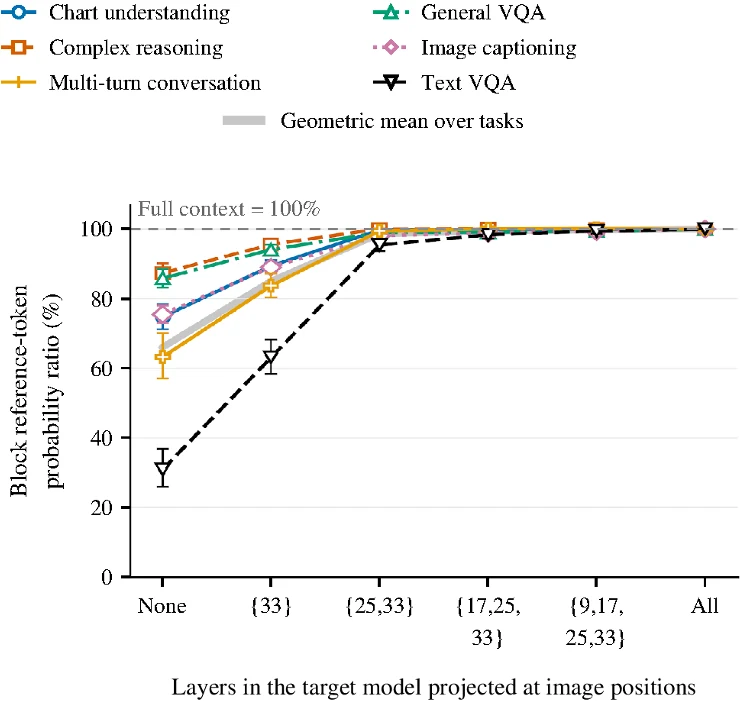 Chart understanding
General VQA
Complex reasoning
Image captioning
Multi-turn conversation
Text VQA
Geometric mean over tasks
Full context = 100%
100
80
60
40
20
0
Block reference-token
probability ratio (%)
None
{33}
{25,33}
{17,25,
33}
{9,17,
25,33}
All
Layers in the target model projected at image positions